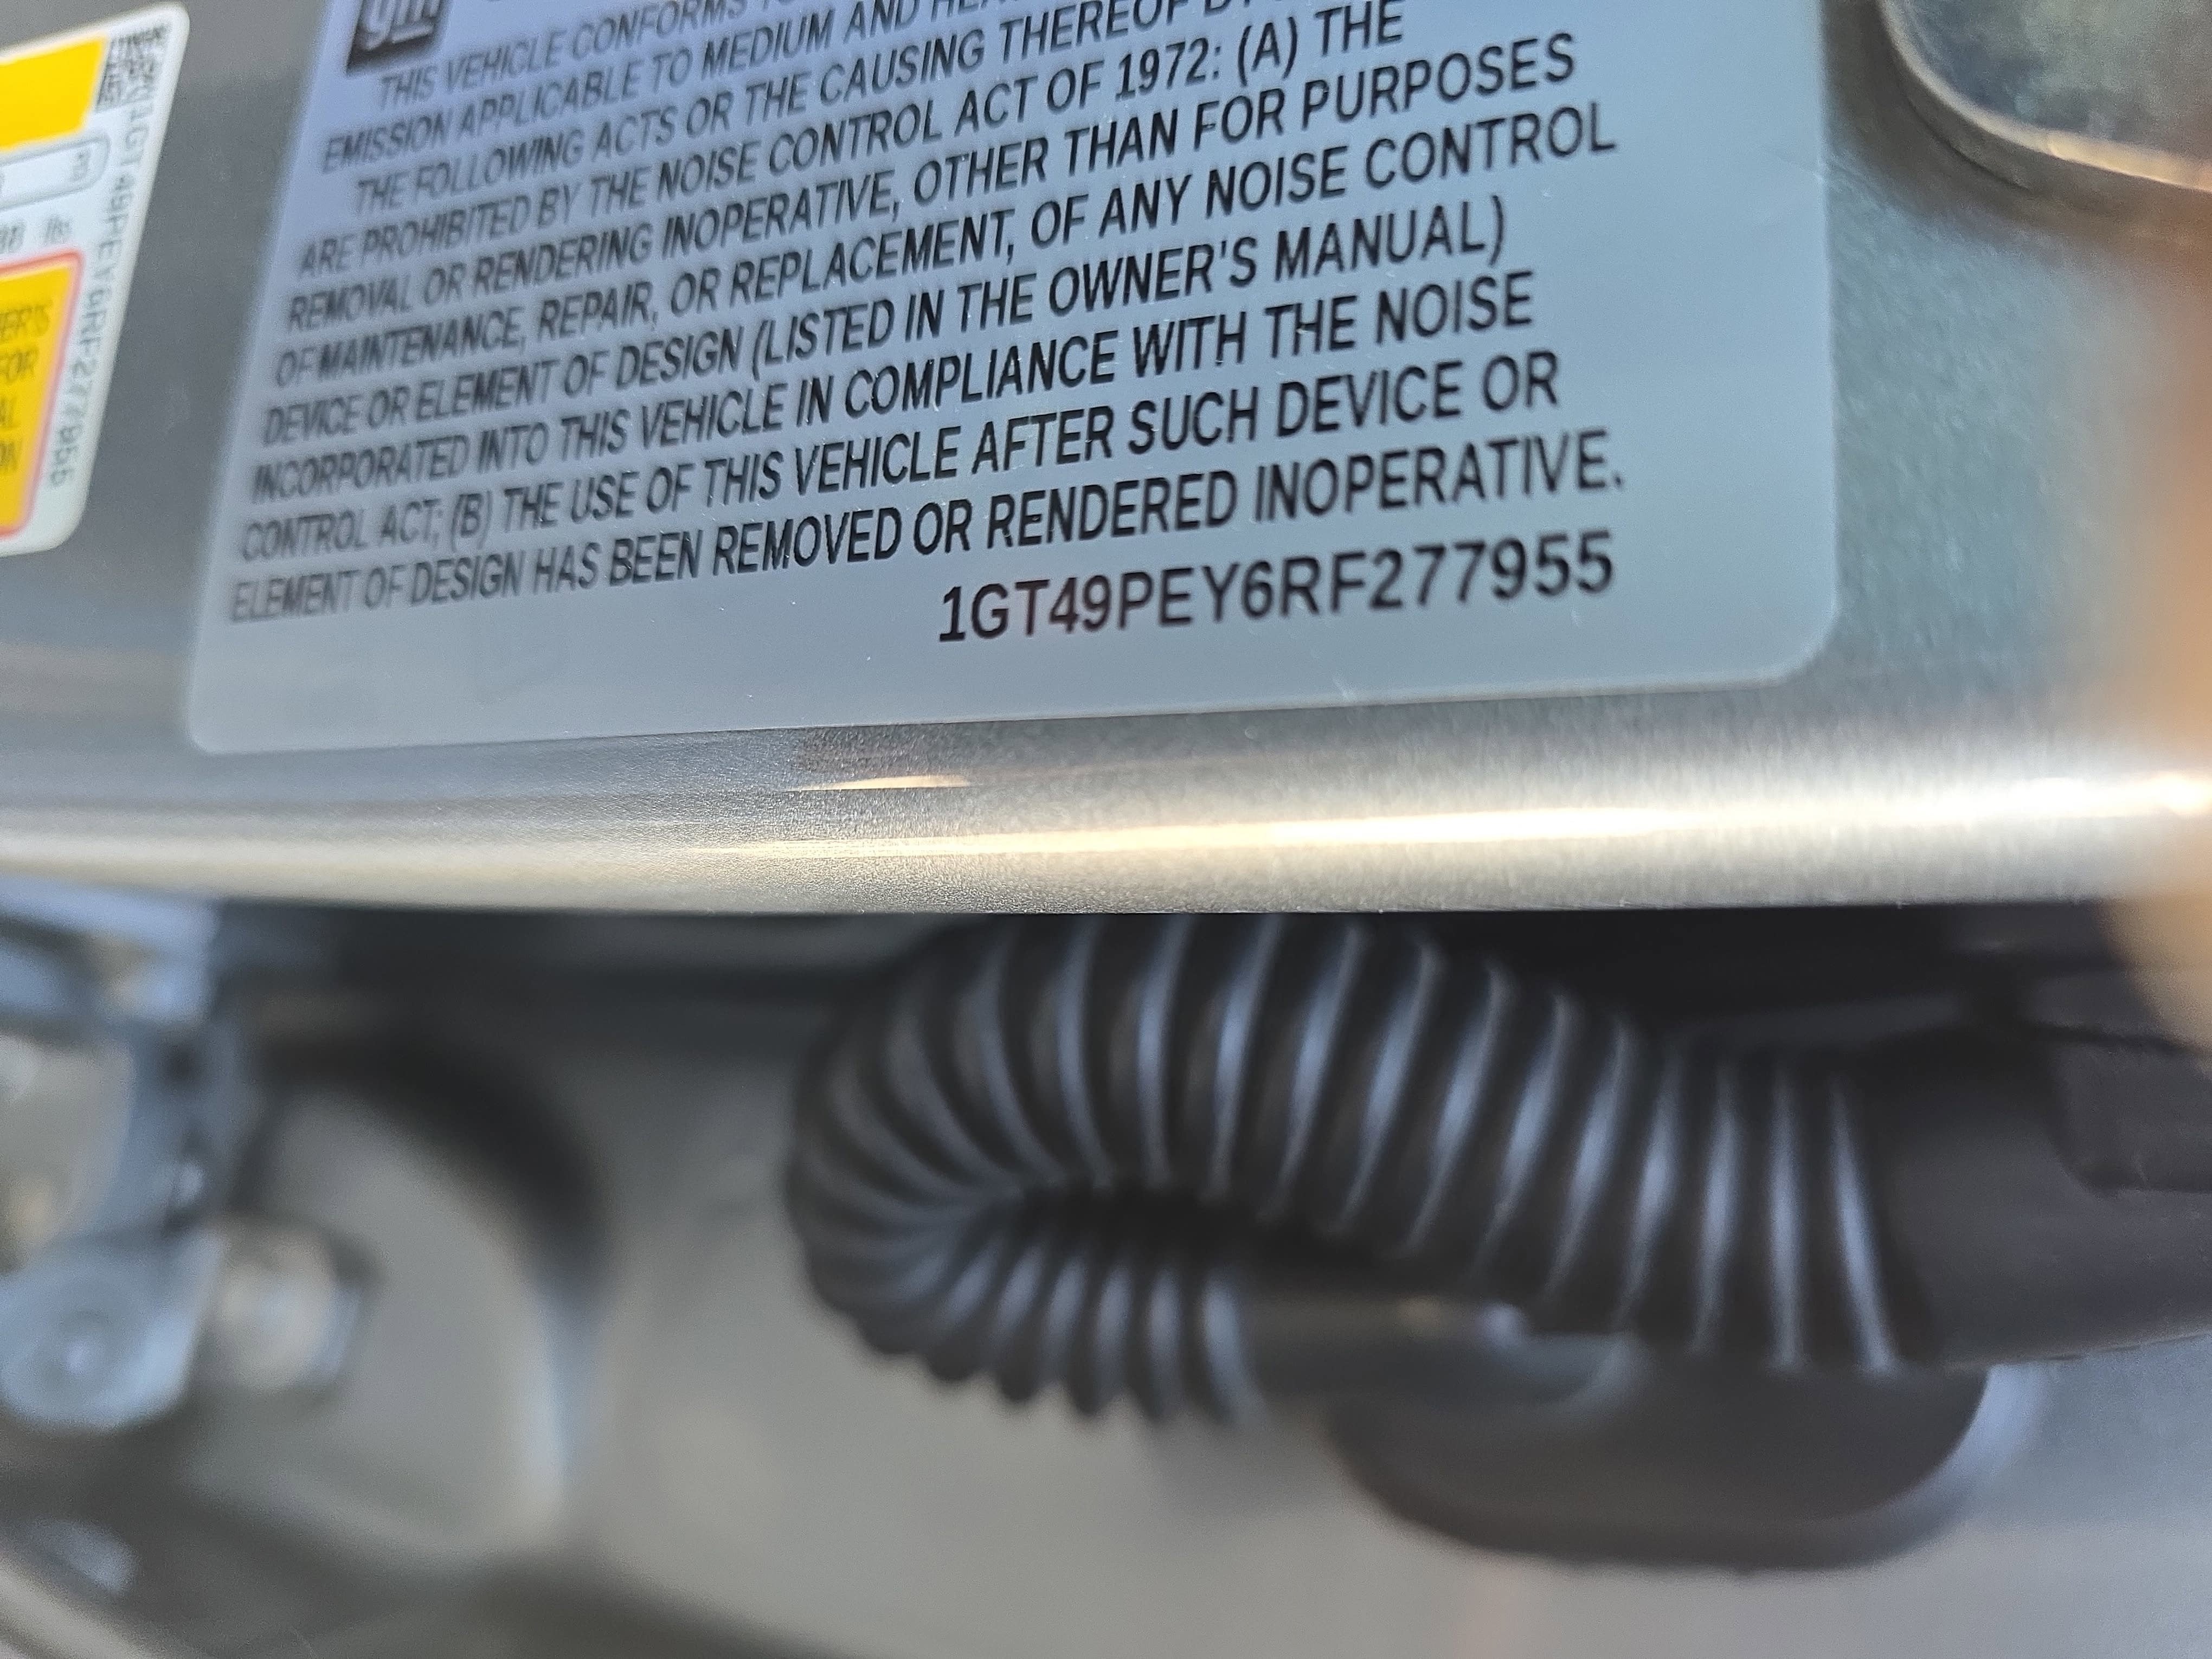 gm
THIS VEHICLE CONFORMS
EMISSION APPLICABLE TO MEDIUM AND
THE FOLLOWING ACTS OR THE CAUSING THEREOF
ARE PROHIBITED BY THE NOISE CONTROL ACT OF 1972: (A) THE
REMOVAL OR RENDERING INOPERATIVE, OTHER THAN FOR PURPOSES
OF MAINTENANCE, REPAIR, OR REPLACEMENT, OF ANY NOISE CONTROL
DEVICE OR ELEMENT OF DESIGN (LISTED IN THE OWNER'S MANUAL)
INCORPORATED INTO THIS VEHICLE IN COMPLIANCE WITH THE NOISE
CONTROL ACT; (B) THE USE OF THIS VEHICLE AFTER SUCH DEVICE OR
ELEMENT OF DESIGN HAS BEEN REMOVED OR RENDERED INOPERATIVE.
1GT49PEY6RF277955